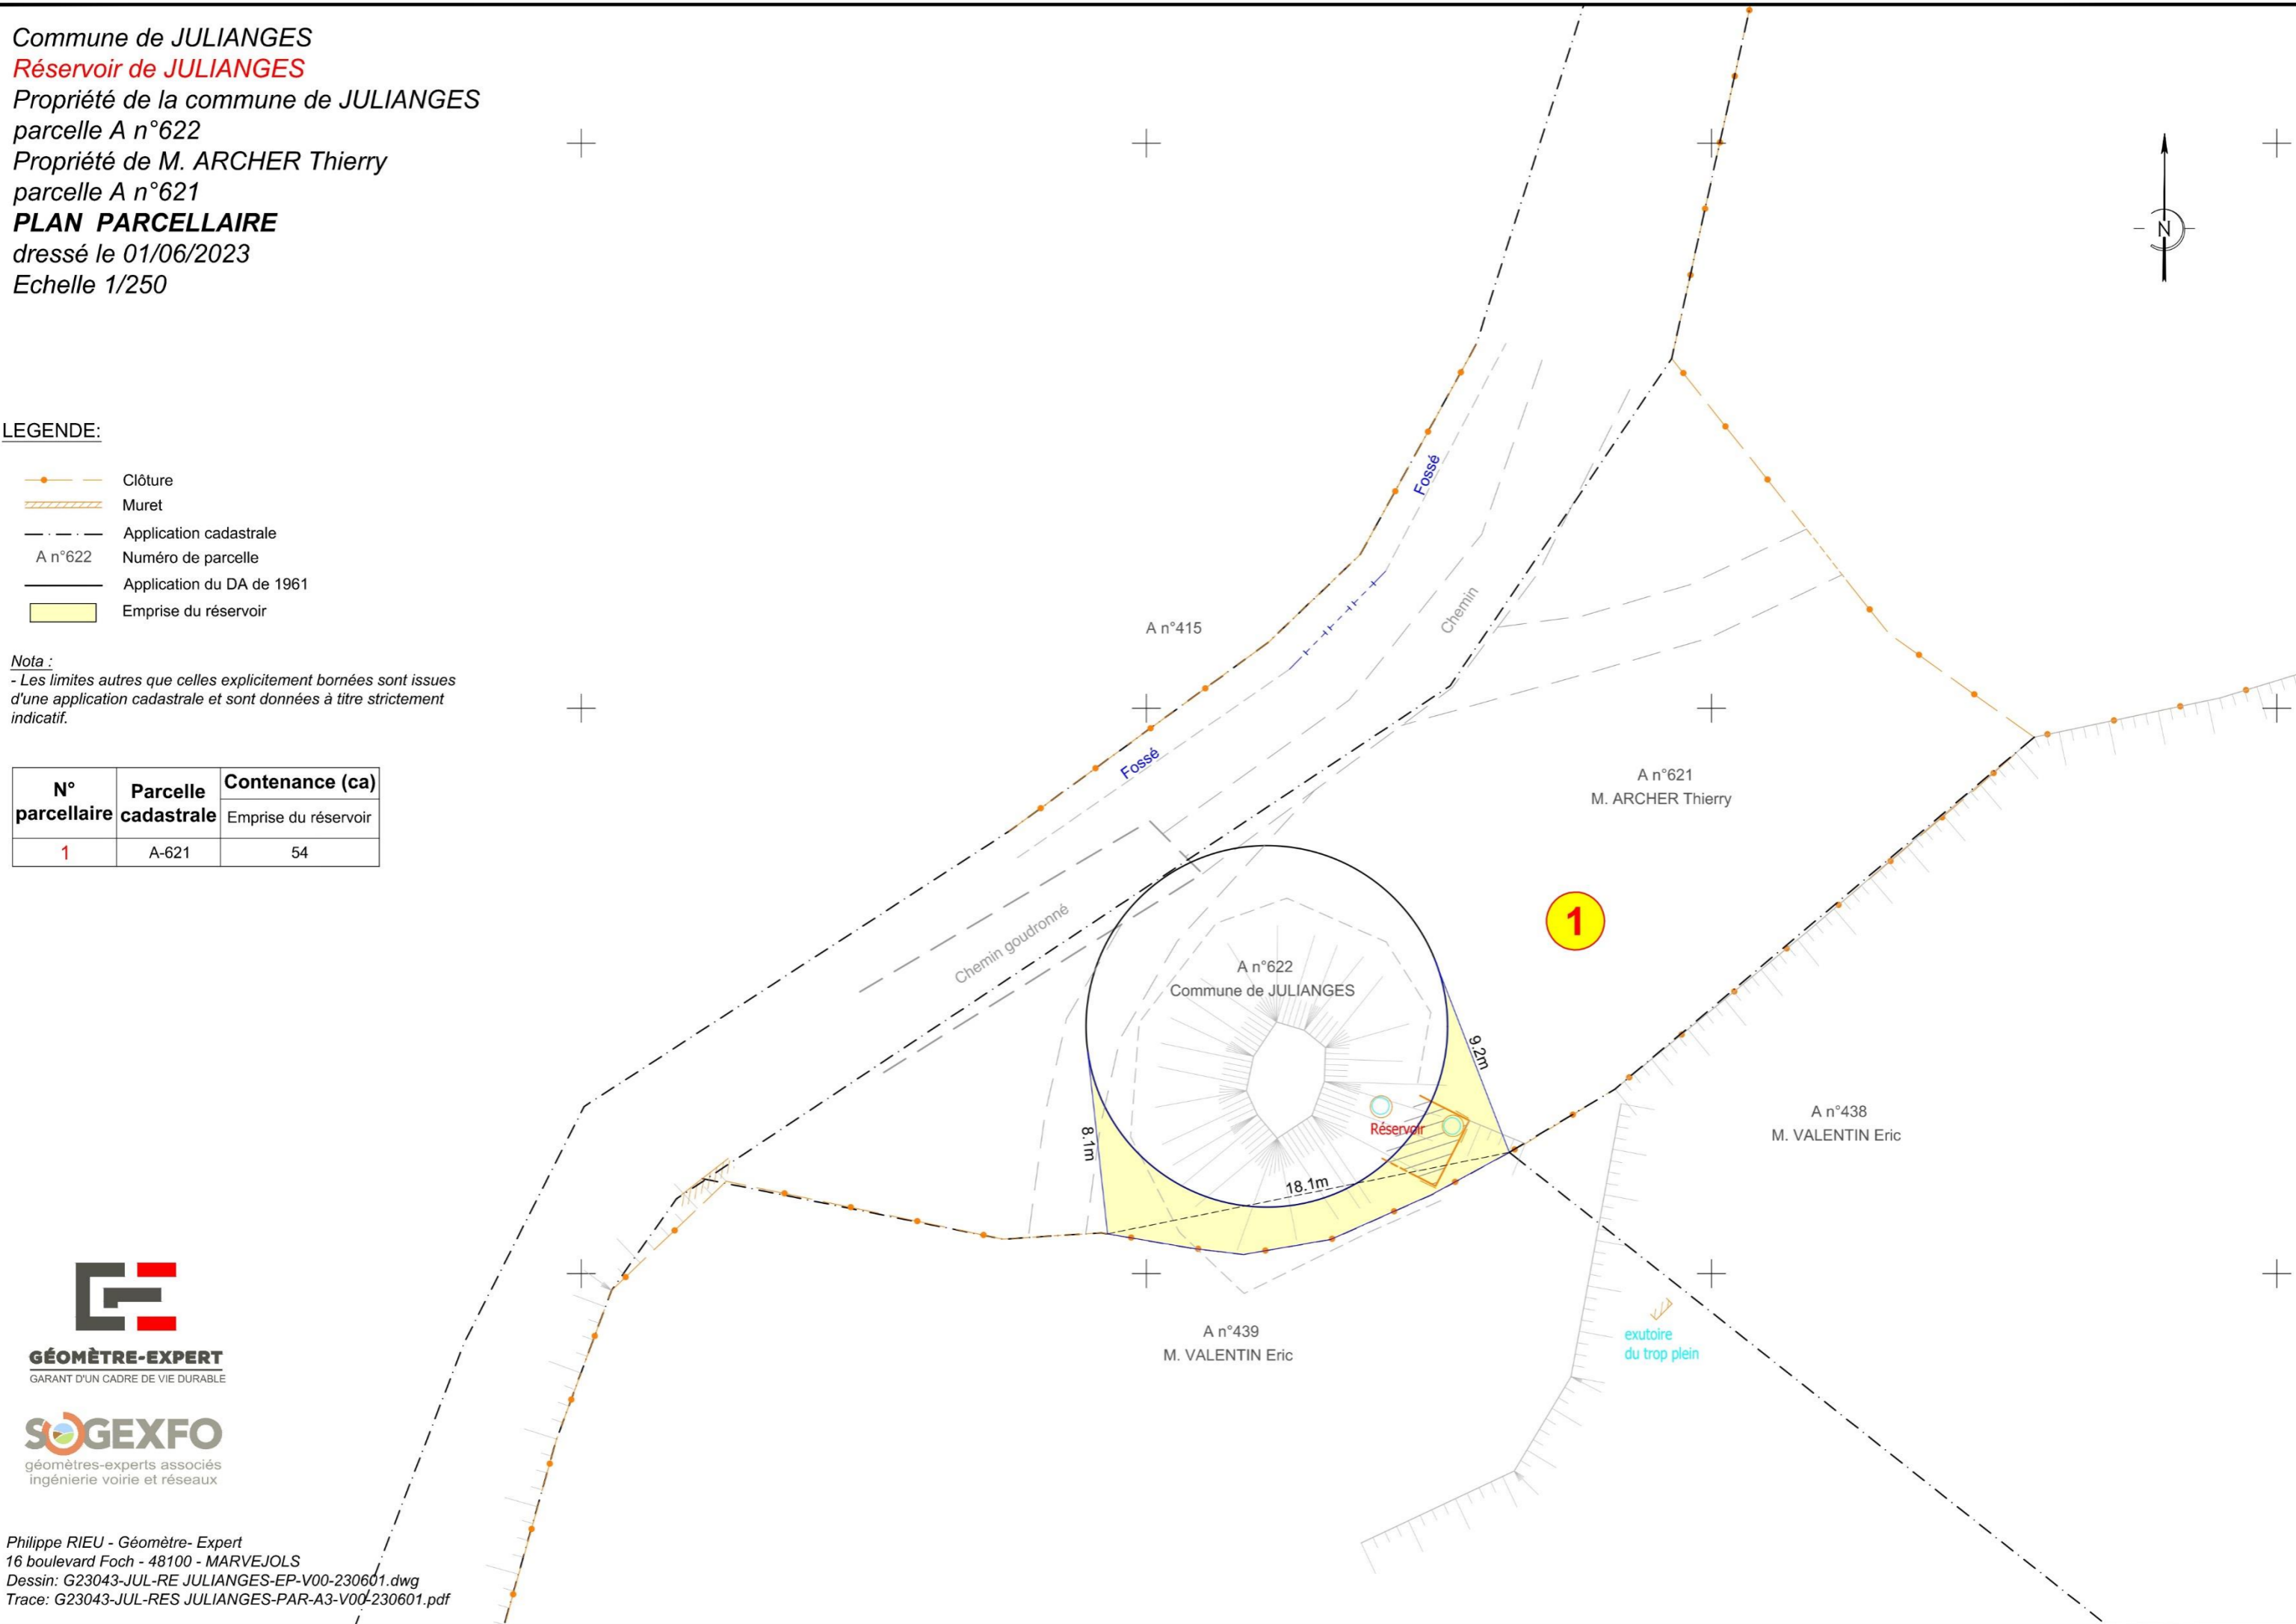 Commune de JULIANGES
Réservoir de JULIANGES
Propriété de la commune de JULIANGES
parcelle A n°622
Propriété de M. ARCHER Thierry
parcelle A n°621
PLAN PARCELLAIRE
dressé le 01/06/2023
Echelle 1/250
N
LEGENDE:
Clôture
Muret
Application cadastrale
A n°622 Numéro de parcelle
Application du DA de 1961
Emprise du réservoir
Nota :
- Les limites autres que celles explicitement bornées sont issues
d'une application cadastrale et sont données à titre strictement
indicatif.
N° parcellaire
Parcelle cadastrale
Contenance (ca)
Emprise du réservoir
1 A-621 54
Fossé
Chemin
A n°415
Fossé
A n°621
M. ARCHER Thierry
1
Chemin goudronné
A n°622
Commune de JULIANGES
9.2m
Réservoir
8.1m
18.1m
A n°438
M. VALENTIN Eric
A n°439
M. VALENTIN Eric
exutoire
du trop plein
GÉOMÈTRE-EXPERT
GARANT D'UN CADRE DE VIE DURABLE
SOGEXFO
géomètres-experts associés
ingénierie voirie et réseaux
Philippe RIEU - Géomètre- Expert
16 boulevard Foch - 48100 - MARVEJOLS
Dessin: G23043-JUL-RE JULIANGES-EP-V00-230601.dwg
Trace: G23043-JUL-RES JULIANGES-PAR-A3-V00-230601.pdf